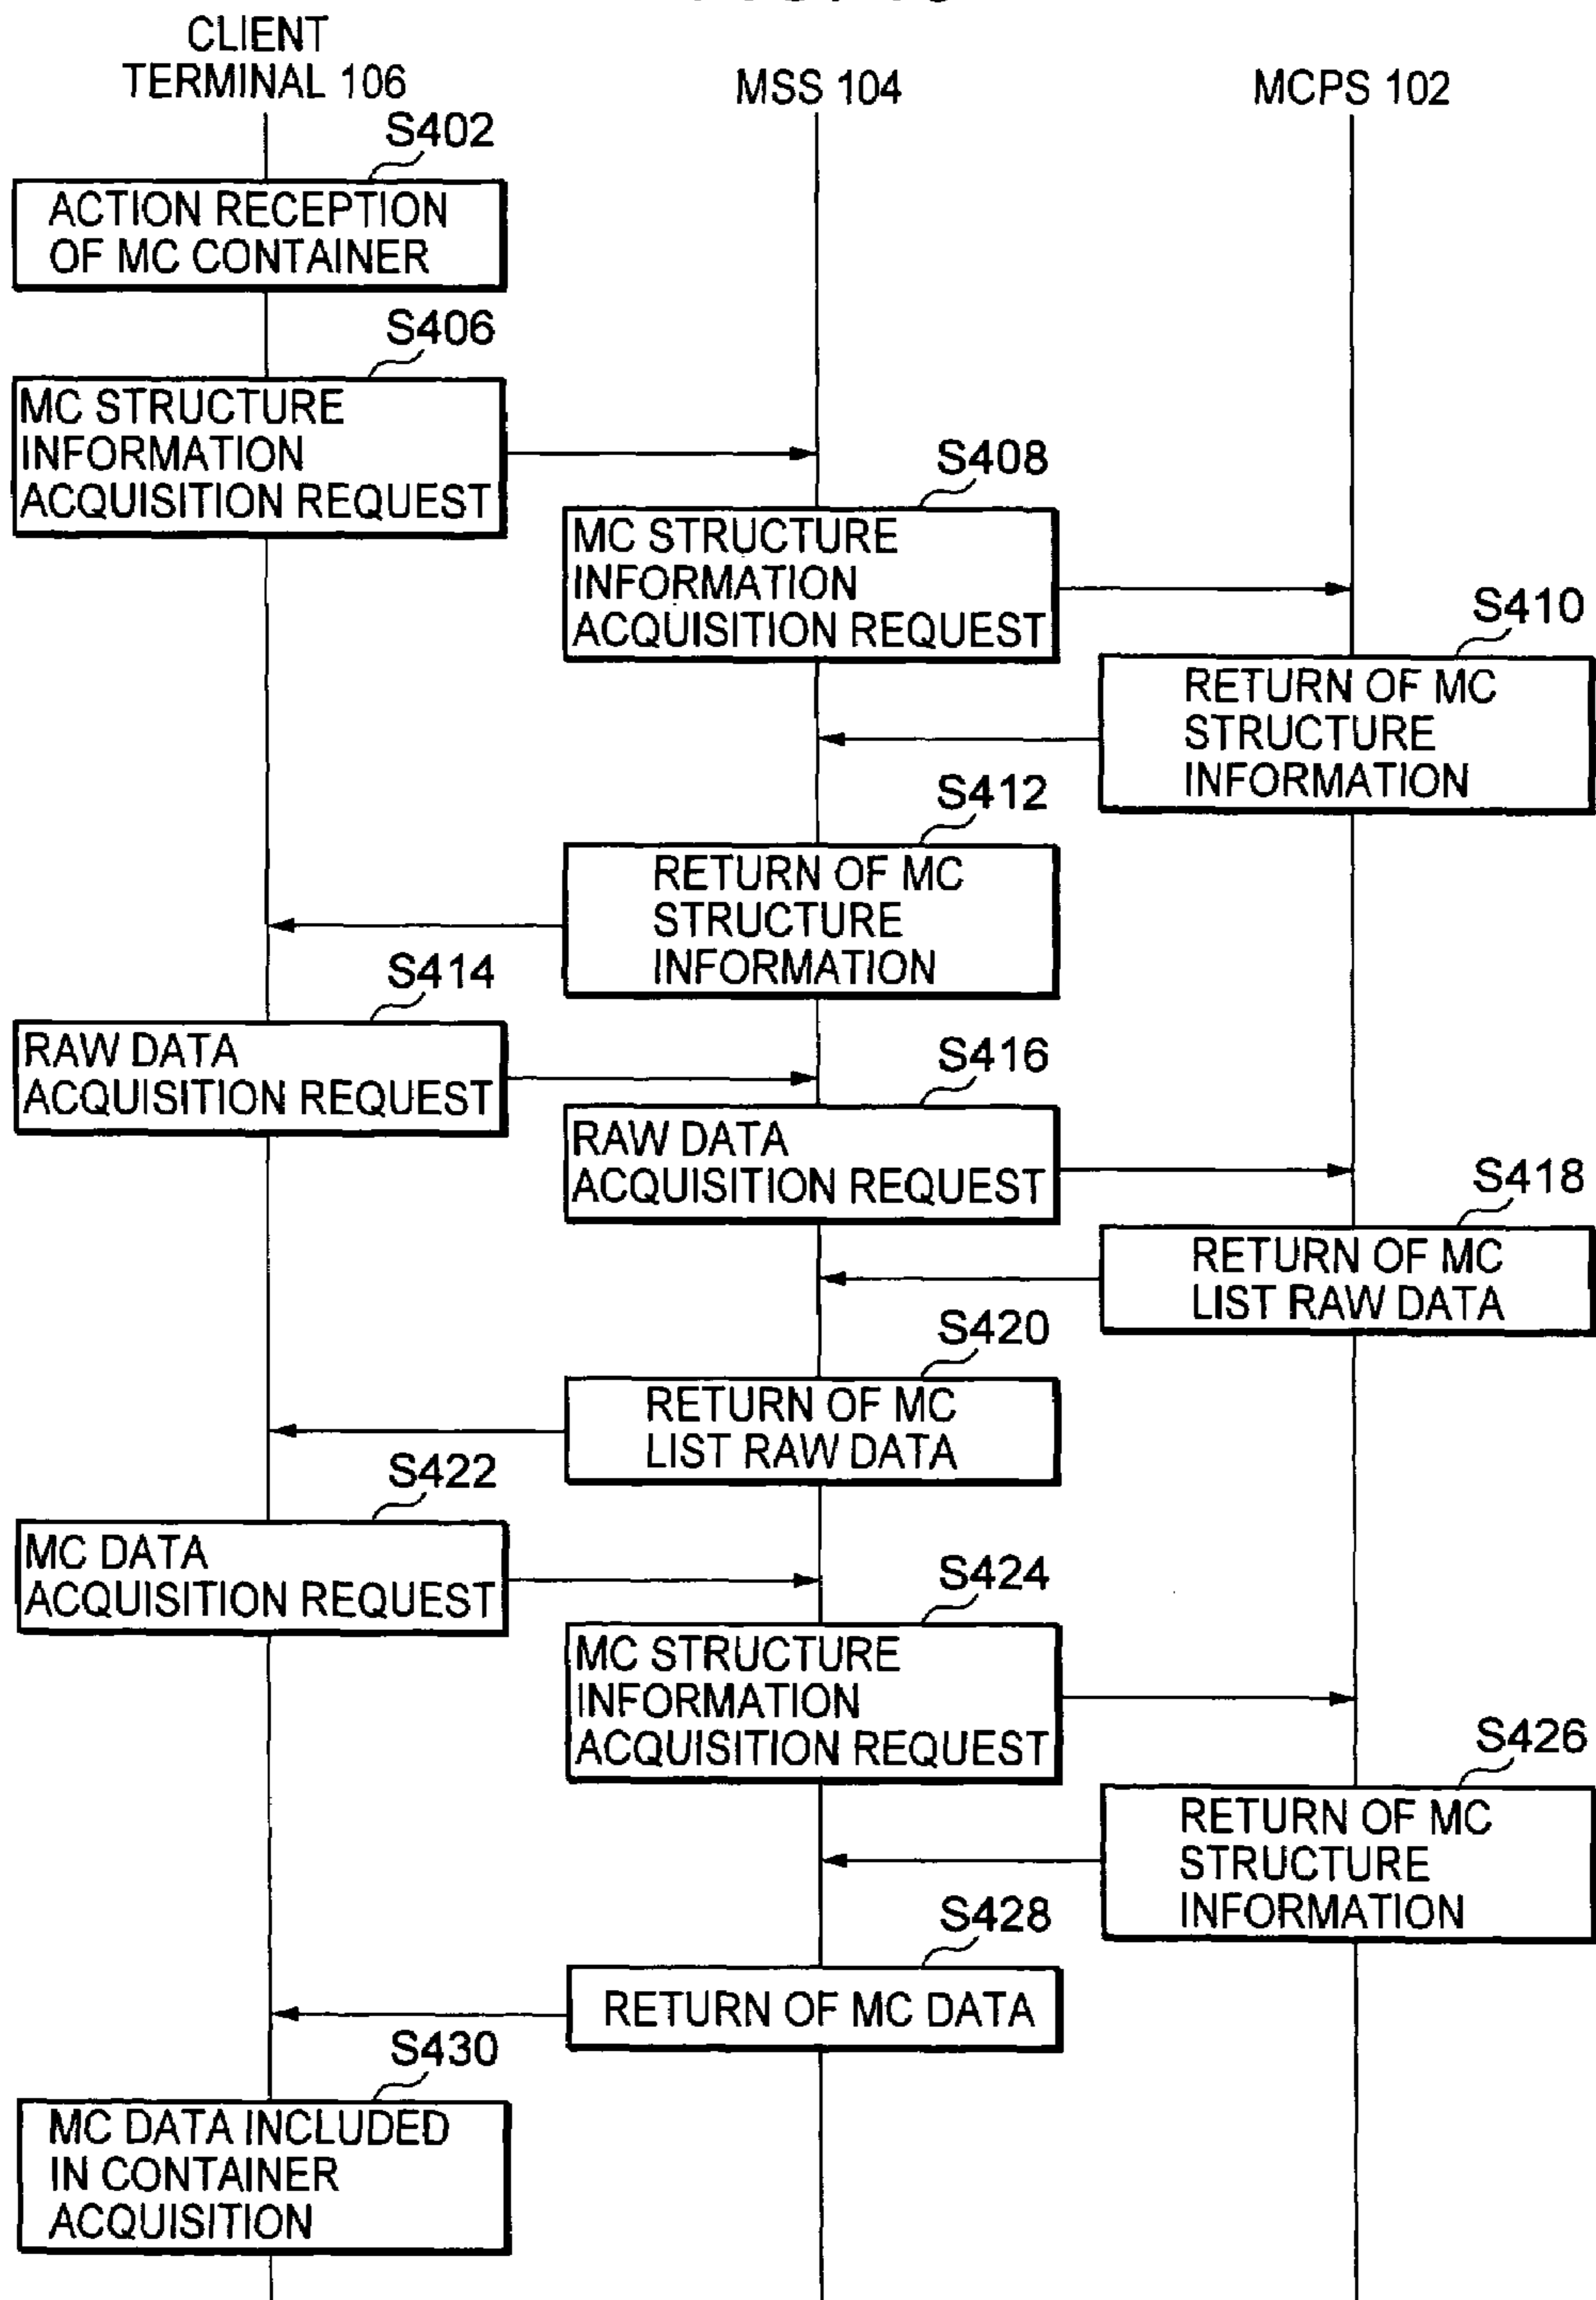 CLIENT
TERMINAL 106
MSS 104
MCPS 102
S402
ACTION RECEPTION
OF MC CONTAINER
S406
MC STRUCTURE
INFORMATION
ACQUISITION REQUEST
S408
MC STRUCTURE
INFORMATION
ACQUISITION REQUEST
S410
RETURN OF MC
STRUCTURE
INFORMATION
S412
RETURN OF MC
STRUCTURE
INFORMATION
S414
RAW DATA
ACQUISITION REQUEST
S416
RAW DATA
ACQUISITION REQUEST
S418
RETURN OF MC
LIST RAW DATA
S420
RETURN OF MC
LIST RAW DATA
S422
MC DATA
ACQUISITION REQUEST
S424
MC STRUCTURE
INFORMATION
ACQUISITION REQUEST
S426
RETURN OF MC
STRUCTURE
INFORMATION
S428
RETURN OF MC DATA
S430
MC DATA INCLUDED
IN CONTAINER
ACQUISITION